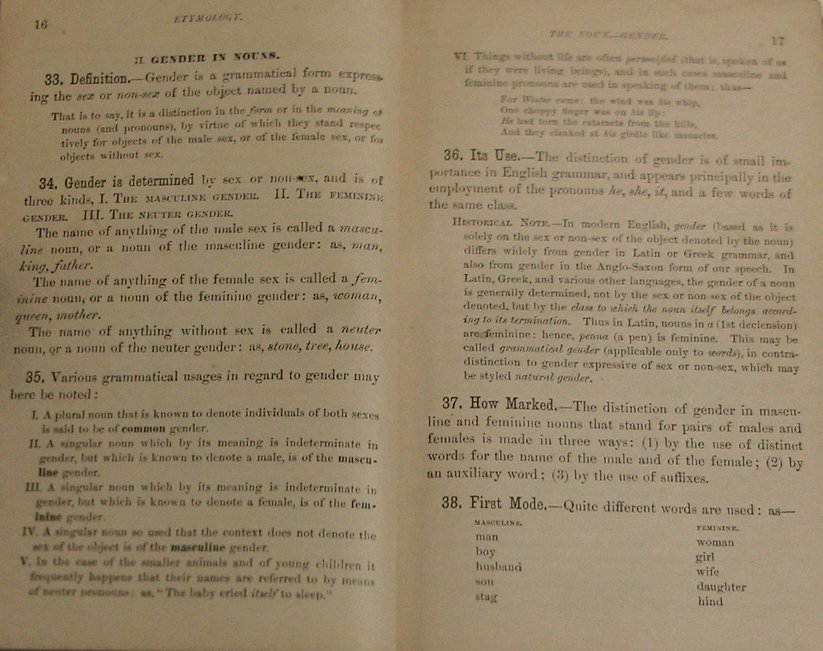 16
ETYMOLOGY.
II. GENDER IN NOUNS.
33. Definition.—Gender is a grammatical form express-
ing the sex or non-sex of the object named by a noun.
That is to say, it is a distinction in the form or in the meaning of
nouns (and pronouns), by virtue of which they stand respec
tively for objects of the male sex, or of the female sex, or for
objects without sex.
34. Gender is determined by sex or non-sex, and is of
three kinds, I. THE MASCULINE GENDER. II. THE FEMININE
GENDER. III. THE NEUTER GENDER.
The name of anything of the male sex is called a mascu-
line noun, or a noun of the masculine gender: as, man,
king, father.
The name of anything of the female sex is called a fem-
inine noun, or a noun of the feminine gender: as, woman,
queen, mother.
The name of anything without sex is called a neuter
noun, or a noun of the neuter gender: as, stone, tree, house.
35. Various grammatical usages in regard to gender may
here be noted:
I. A plural noun that is known to denote individuals of both sexes
is said to be of common gender.
II. A singular noun which by its meaning is indeterminate in
gender, but which is known to denote a male, is of the mascu-
line gender.
III. A singular noun which by its meaning is indeterminate in
gender, but which is known to denote a female, is of the fem-
inine gender.
IV. A singular noun so used that the context does not denote the
sex of the object is of the masculine gender.
V. In the case of the smaller animals and of young children it
frequently happens that their names are referred to by means
of neuter pronouns: as, "The baby cried itself to sleep."
THE NOUN.—GENDER.
17
VI. Things without life are often personified (that is, spoken of as
if they were living beings), and in such cases masculine and
feminine pronouns are used in speaking of them: thus—
For Winter came: the wind was his whip,
One choppy finger was on his lip:
He had torn the cataracts from the hills,
And they clanked at his girdle like manacles.
36. Its Use.—The distinction of gender is of small im-
portance in English grammar, and appears principally in the
employment of the pronouns he, she, it, and a few words of
the same class.
HISTORICAL NOTE.—In modern English, gender (based as it is
solely on the sex or non-sex of the object denoted by the noun)
differs widely from gender in Latin or Greek grammar, and
also from gender in the Anglo-Saxon form of our speech. In
Latin, Greek, and various other languages, the gender of a noun
is generally determined, not by the sex or non-sex of the object
denoted, but by the class to which the noun itself belongs accord-
ing to its termination. Thus in Latin, nouns in a (1st declension)
are feminine: hence, penna (a pen) is feminine. This may be
called grammatical gender (applicable only to words), in contra-
distinction to gender expressive of sex or non-sex, which may
be styled natural gender.
37. How Marked.—The distinction of gender in mascu-
line and feminine nouns that stand for pairs of males and
females is made in three ways: (1) by the use of distinct
words for the name of the male and of the female; (2) by
an auxiliary word; (3) by the use of suffixes.
38. First Mode.—Quite different words are used: as—
MASCULINE. FEMININE.
man woman
boy girl
husband wife
son daughter
stag hind